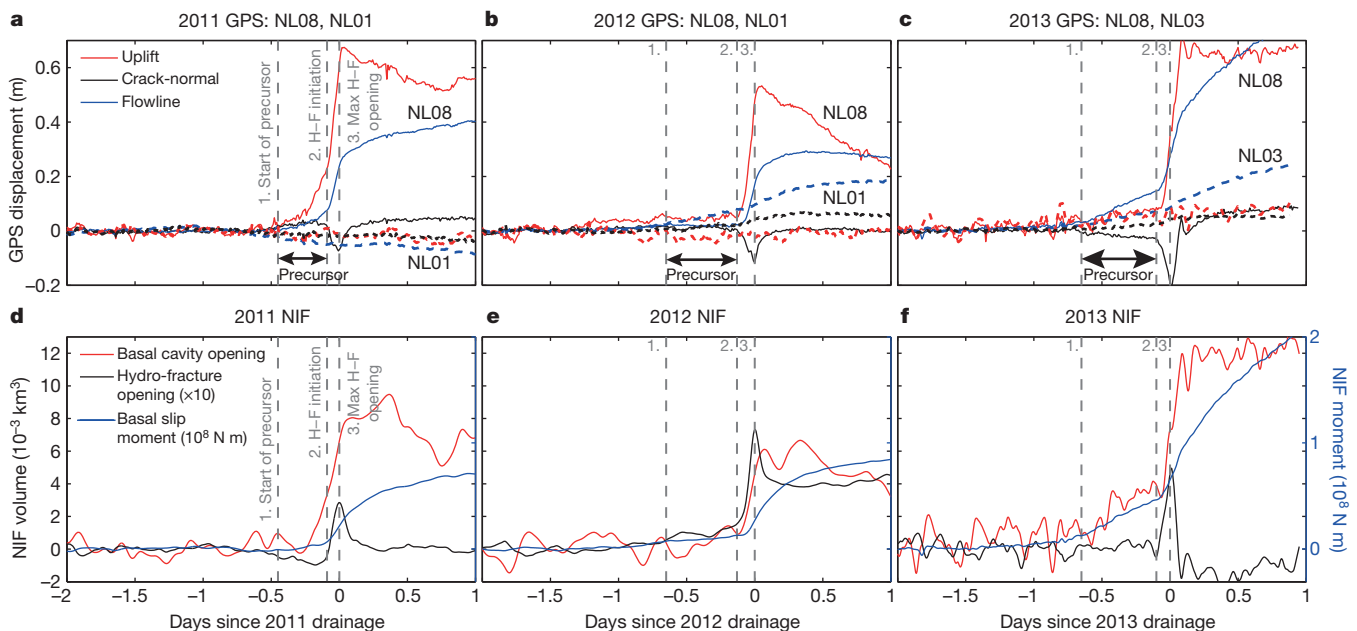 a
2011 GPS: NL08, NL01
b
2012 GPS: NL08, NL01
c
2013 GPS: NL08, NL03
GPS displacement (m)
0.6
0.4
0.2
0
−0.2
Uplift
Crack-normal
Flowline
1. Start of precursor
2. H–F initiation
3. Max H–F
opening
NL08
NL01
Precursor
1.
2.
3.
NL08
NL01
Precursor
1.
2.
3.
NL08
NL03
Precursor
d
2011 NIF
e
2012 NIF
f
2013 NIF
NIF volume (10⁻³ km³)
12
10
8
6
4
2
0
−2
Basal cavity opening
Hydro-fracture
opening (×10)
Basal slip
moment (10⁸ N m)
1. Start of precursor
2. H–F initiation
3. Max H–F
opening
1.
2.
3.
1.
2.
3.
2
1
0
NIF moment (10⁸ N m)
−2 −1.5 −1 −0.5 0 0.5 1
−1.5 −1 −0.5 0 0.5 1
−1.5 −1 −0.5 0 0.5 1
Days since 2011 drainage
Days since 2012 drainage
Days since 2013 drainage